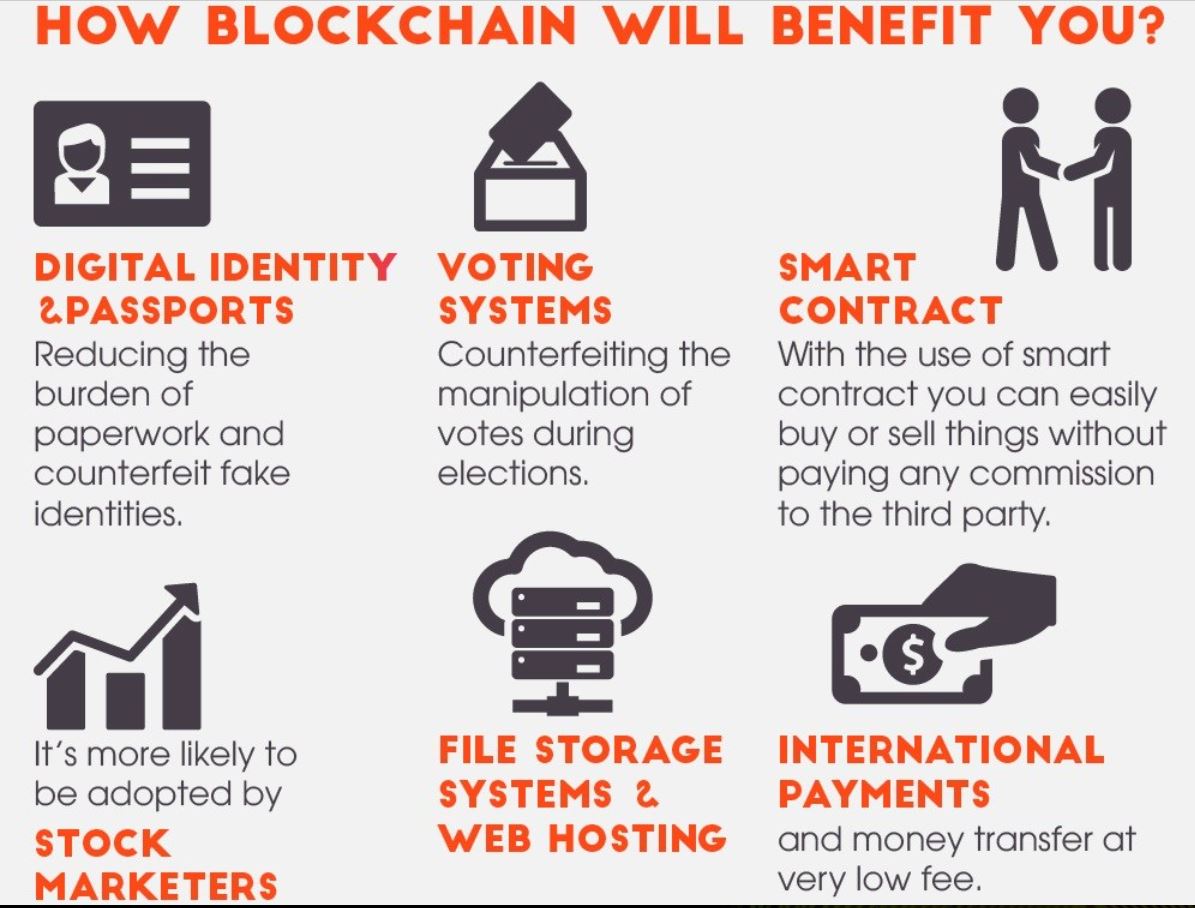 HOW BLOCKCHAIN WILL BENEFIT YOU?
DIGITAL IDENTITY
&PASSPORTS
Reducing the
burden of
paperwork and
counterfeit fake
identities.
VOTING
SYSTEMS
Counterfeiting the
manipulation of
votes during
elections.
SMART
CONTRACT
With the use of smart
contract you can easily
buy or sell things without
paying any commission
to the third party.
It's more likely to
be adopted by
STOCK
MARKETERS
FILE STORAGE
SYSTEMS &
WEB HOSTING
$
INTERNATIONAL
PAYMENTS
and money transfer at
very low fee.